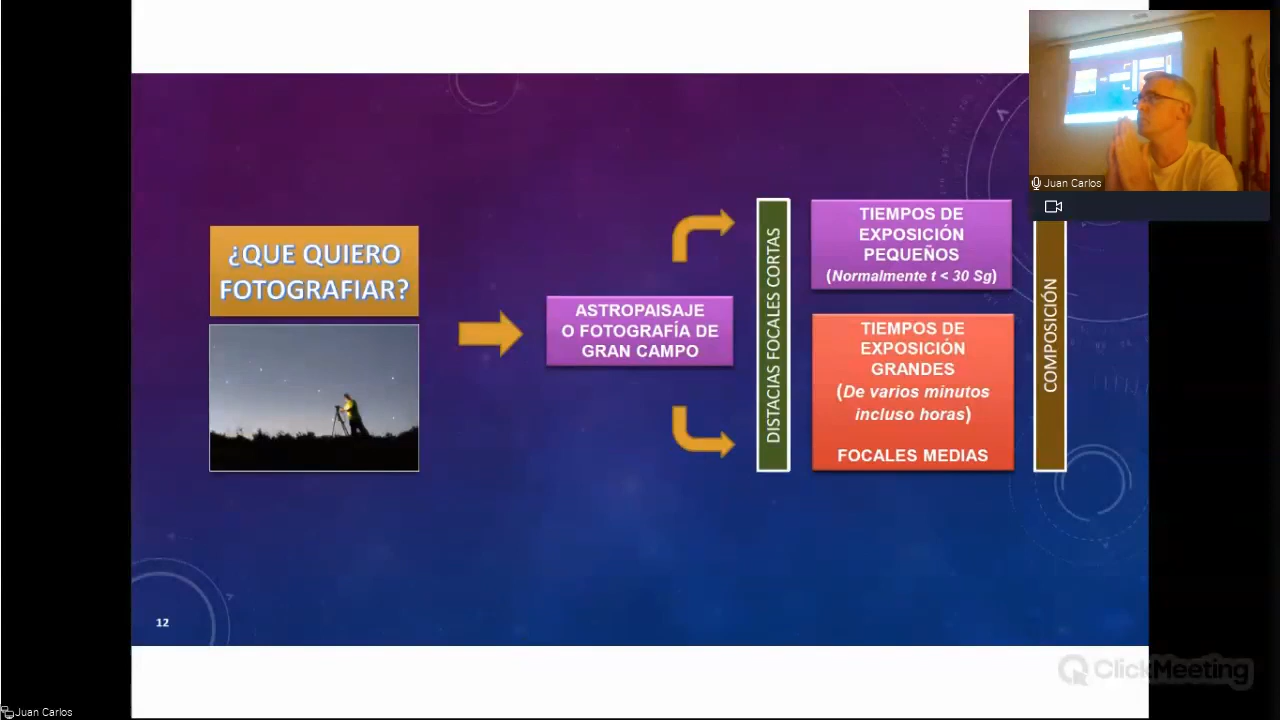 ¿QUE QUIERO
FOTOGRAFIAR?
ASTROPAISAJE
O FOTOGRAFÍA DE
GRAN CAMPO
DISTACIAS FOCALES CORTAS
TIEMPOS DE
EXPOSICIÓN
PEQUEÑOS
(Normalmente t < 30 Sg)
TIEMPOS DE
EXPOSICIÓN
GRANDES
(De varios minutos
incluso horas)
FOCALES MEDIAS
COMPOSICIÓN
12
Juan Carlos
ClickMeeting
Juan Carlos